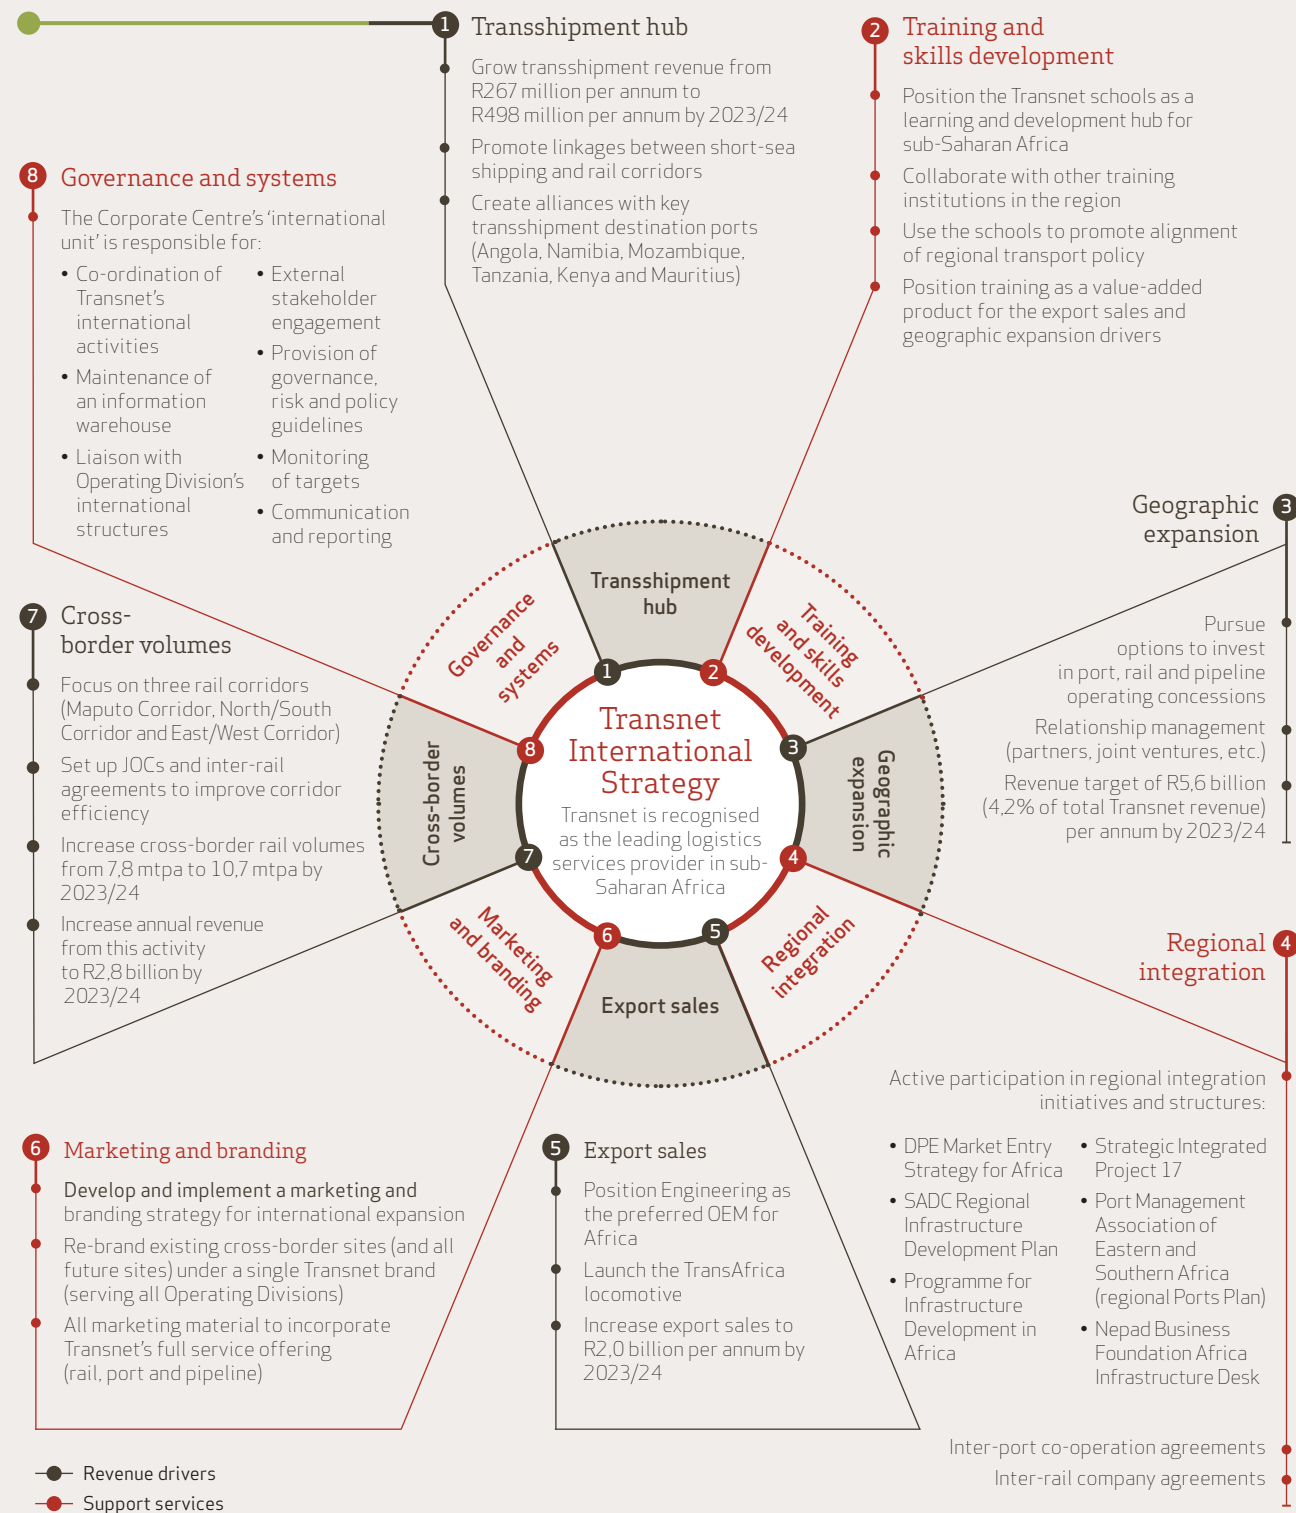 1
Transshipment hub
Grow transshipment revenue from
R267 million per annum to
R498 million per annum by 2023/24
Promote linkages between short-sea
shipping and rail corridors
Create alliances with key
transshipment destination ports
(Angola, Namibia, Mozambique,
Tanzania, Kenya and Mauritius)
2
Training and
skills development
Position the Transnet schools as a
learning and development hub for
sub-Saharan Africa
Collaborate with other training
institutions in the region
Use the schools to promote alignment
of regional transport policy
Position training as a value-added
product for the export sales and
geographic expansion drivers
8
Governance and systems
The Corporate Centre's 'international
unit' is responsible for:
• Co-ordination of
Transnet's
international
activities
• Maintenance of
an information
warehouse
• Liaison with
Operating Division's
international
structures
• External
stakeholder
engagement
• Provision of
governance,
risk and policy
guidelines
• Monitoring
of targets
• Communication
and reporting
3
Geographic
expansion
Pursue
options to invest
in port, rail and pipeline
operating concessions
Relationship management
(partners, joint ventures, etc.)
Revenue target of R5,6 billion
(4,2% of total Transnet revenue)
per annum by 2023/24
7
Cross-
border volumes
Focus on three rail corridors
(Maputo Corridor, North/South
Corridor and East/West Corridor)
Set up JOCs and inter-rail
agreements to improve corridor
efficiency
Increase cross-border rail volumes
from 7,8 mtpa to 10,7 mtpa by
2023/24
Increase annual revenue
from this activity
to R2,8 billion by
2023/24
Transshipment
hub
Training
and skills
development
Geographic
expansion
Regional
integration
Export sales
Marketing
and branding
Cross-border
volumes
Governance
and
systems
1
2
3
4
5
6
7
8
Transnet
International
Strategy
Transnet is recognised
as the leading logistics
services provider in sub-
Saharan Africa
4
Regional
integration
Active participation in regional integration
initiatives and structures:
• DPE Market Entry
Strategy for Africa
• SADC Regional
Infrastructure
Development Plan
• Programme for
Infrastructure
Development in
Africa
• Strategic Integrated
Project 17
• Port Management
Association of
Eastern and
Southern Africa
(regional Ports Plan)
• Nepad Business
Foundation Africa
Infrastructure Desk
Inter-port co-operation agreements
Inter-rail company agreements
6
Marketing and branding
Develop and implement a marketing and
branding strategy for international expansion
Re-brand existing cross-border sites (and all
future sites) under a single Transnet brand
(serving all Operating Divisions)
All marketing material to incorporate
Transnet's full service offering
(rail, port and pipeline)
5
Export sales
Position Engineering as
the preferred OEM for
Africa
Launch the TransAfrica
locomotive
Increase export sales to
R2,0 billion per annum by
2023/24
Revenue drivers
Support services